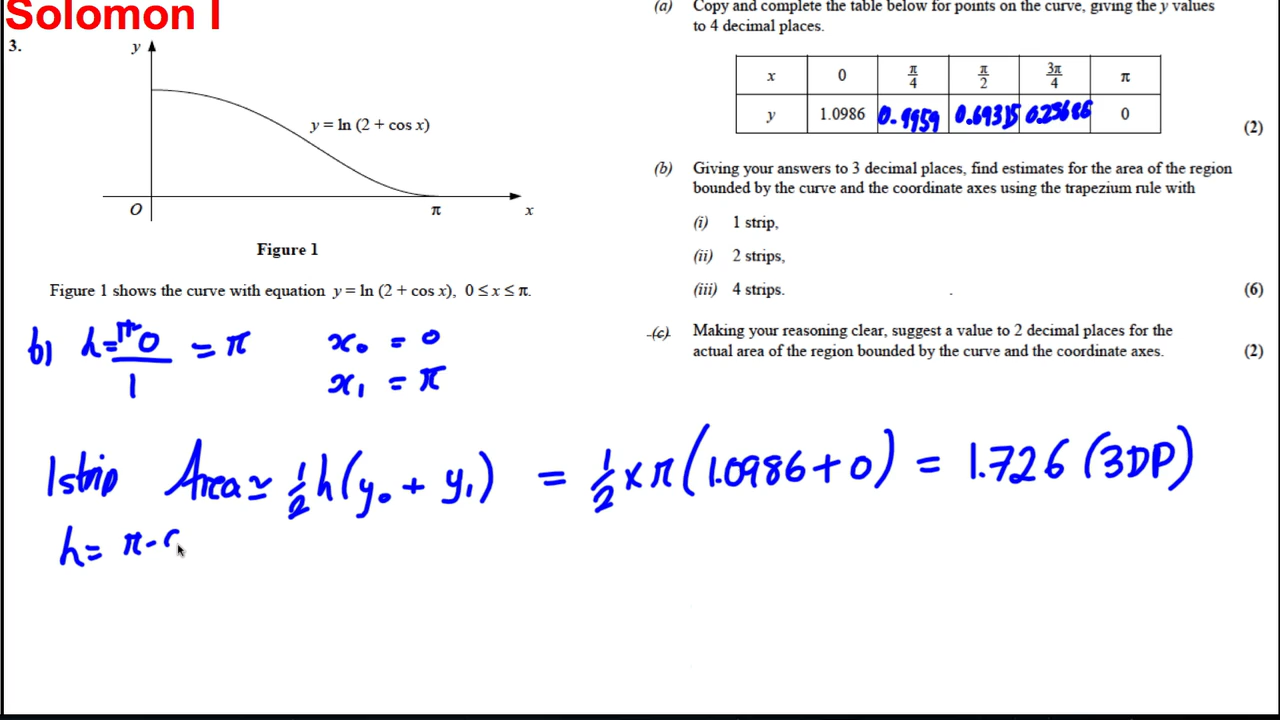 Solomon I
3.
y
y = ln (2 + cos x)
O
π
x
Figure 1
Figure 1 shows the curve with equation y = ln (2 + cos x), 0 ≤ x ≤ π.
(a) Copy and complete the table below for points on the curve, giving the y values
to 4 decimal places.
x 0 π/4 π/2 3π/4 π
y 1.0986 0.9959 0.69315 0.25686 0
(2)
(b) Giving your answers to 3 decimal places, find estimates for the area of the region
bounded by the curve and the coordinate axes using the trapezium rule with
(i) 1 strip,
(ii) 2 strips,
(iii) 4 strips.
(6)
(c) Making your reasoning clear, suggest a value to 2 decimal places for the
actual area of the region bounded by the curve and the coordinate axes.
(2)
b) h = π-0/1 = π x₀ = 0
x₁ = π
1 strip Area ≃ 1/2 h (y₀ + y₁) = 1/2 × π (1.0986 + 0) = 1.726 (3DP)
h = π -